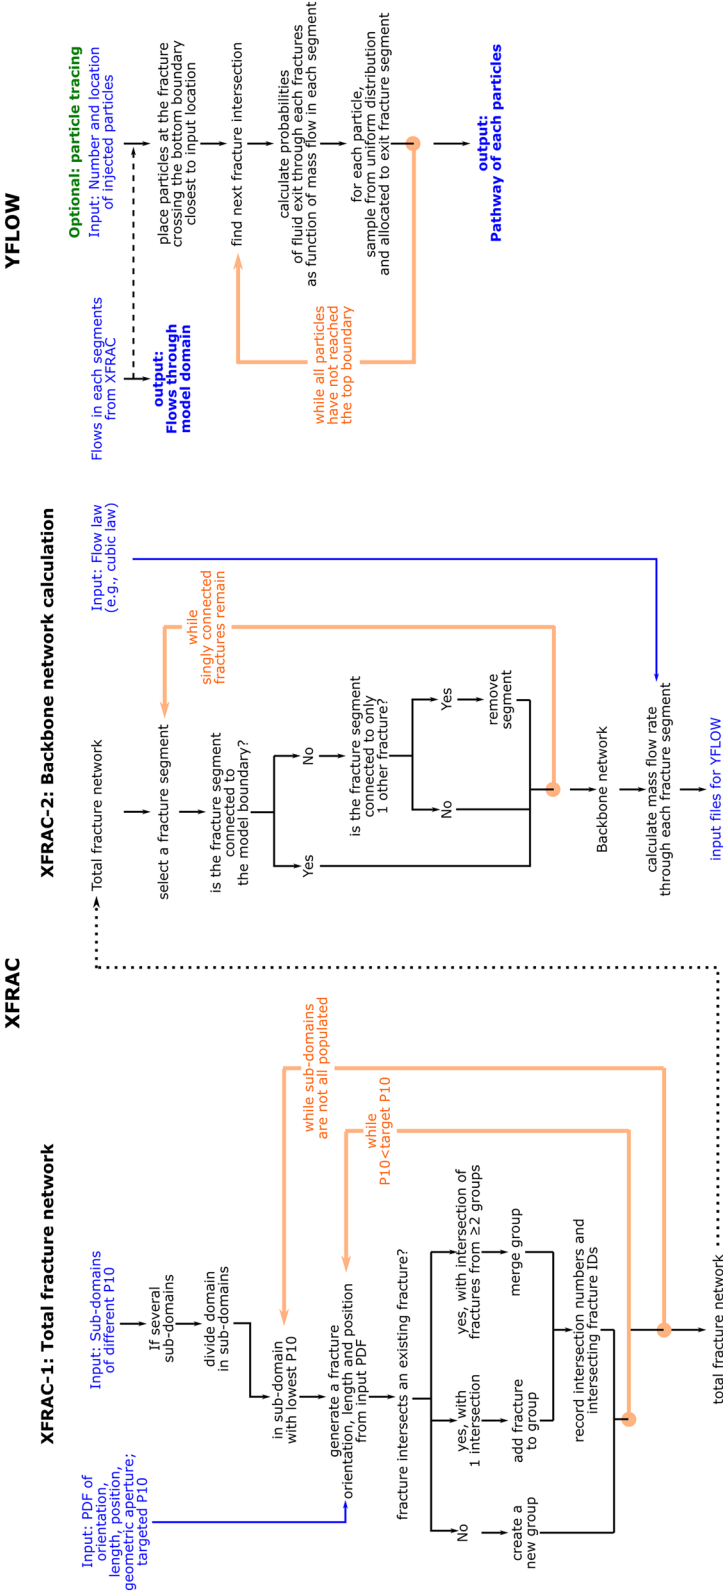 XFRAC
XFRAC-1: Total fracture network
Input: PDF of
orientation,
length, position,
geometric aperture;
targeted P10
Input: Sub-domains
of different P10
If several
sub-domains
divide domain
in sub-domains
in sub-domain
with lowest P10
while sub-domains
are not all populated
generate a fracture
orientation, length and position
from input PDF
while
P10<target P10
fracture intersects an existing fracture?
No
yes, with
1 intersection
yes, with intersection of
fractures from ≥2 groups
create a
new group
add fracture
to group
merge group
record intersection numbers and
intersecting fracture IDs
total fracture network
XFRAC-2: Backbone network calculation
Total fracture network
Input: Flow law
(e.g., cubic law)
select a fracture segment
while
singly connected
fractures remain
is the fracture segment
connected to
the model boundary?
Yes
No
is the fracture segment
connected to only
1 other fracture?
No
Yes
remove
segment
Backbone network
calculate mass flow rate
through each fracture segment
input files for YFLOW
YFLOW
Flows in each segments
from XFRAC
output:
Flows through
model domain
Optional: particle tracing
Input: Number and location
of injected particles
place particles at the fracture
crossing the bottom boundary
closest to input location
find next fracture intersection
calculate probabilities
of fluid exit through each fractures
as function of mass flow in each segment
while all particles
have not reached
the top boundary
for each particle,
sample from uniform distribution
and allocated to exit fracture segment
output:
Pathway of each particles